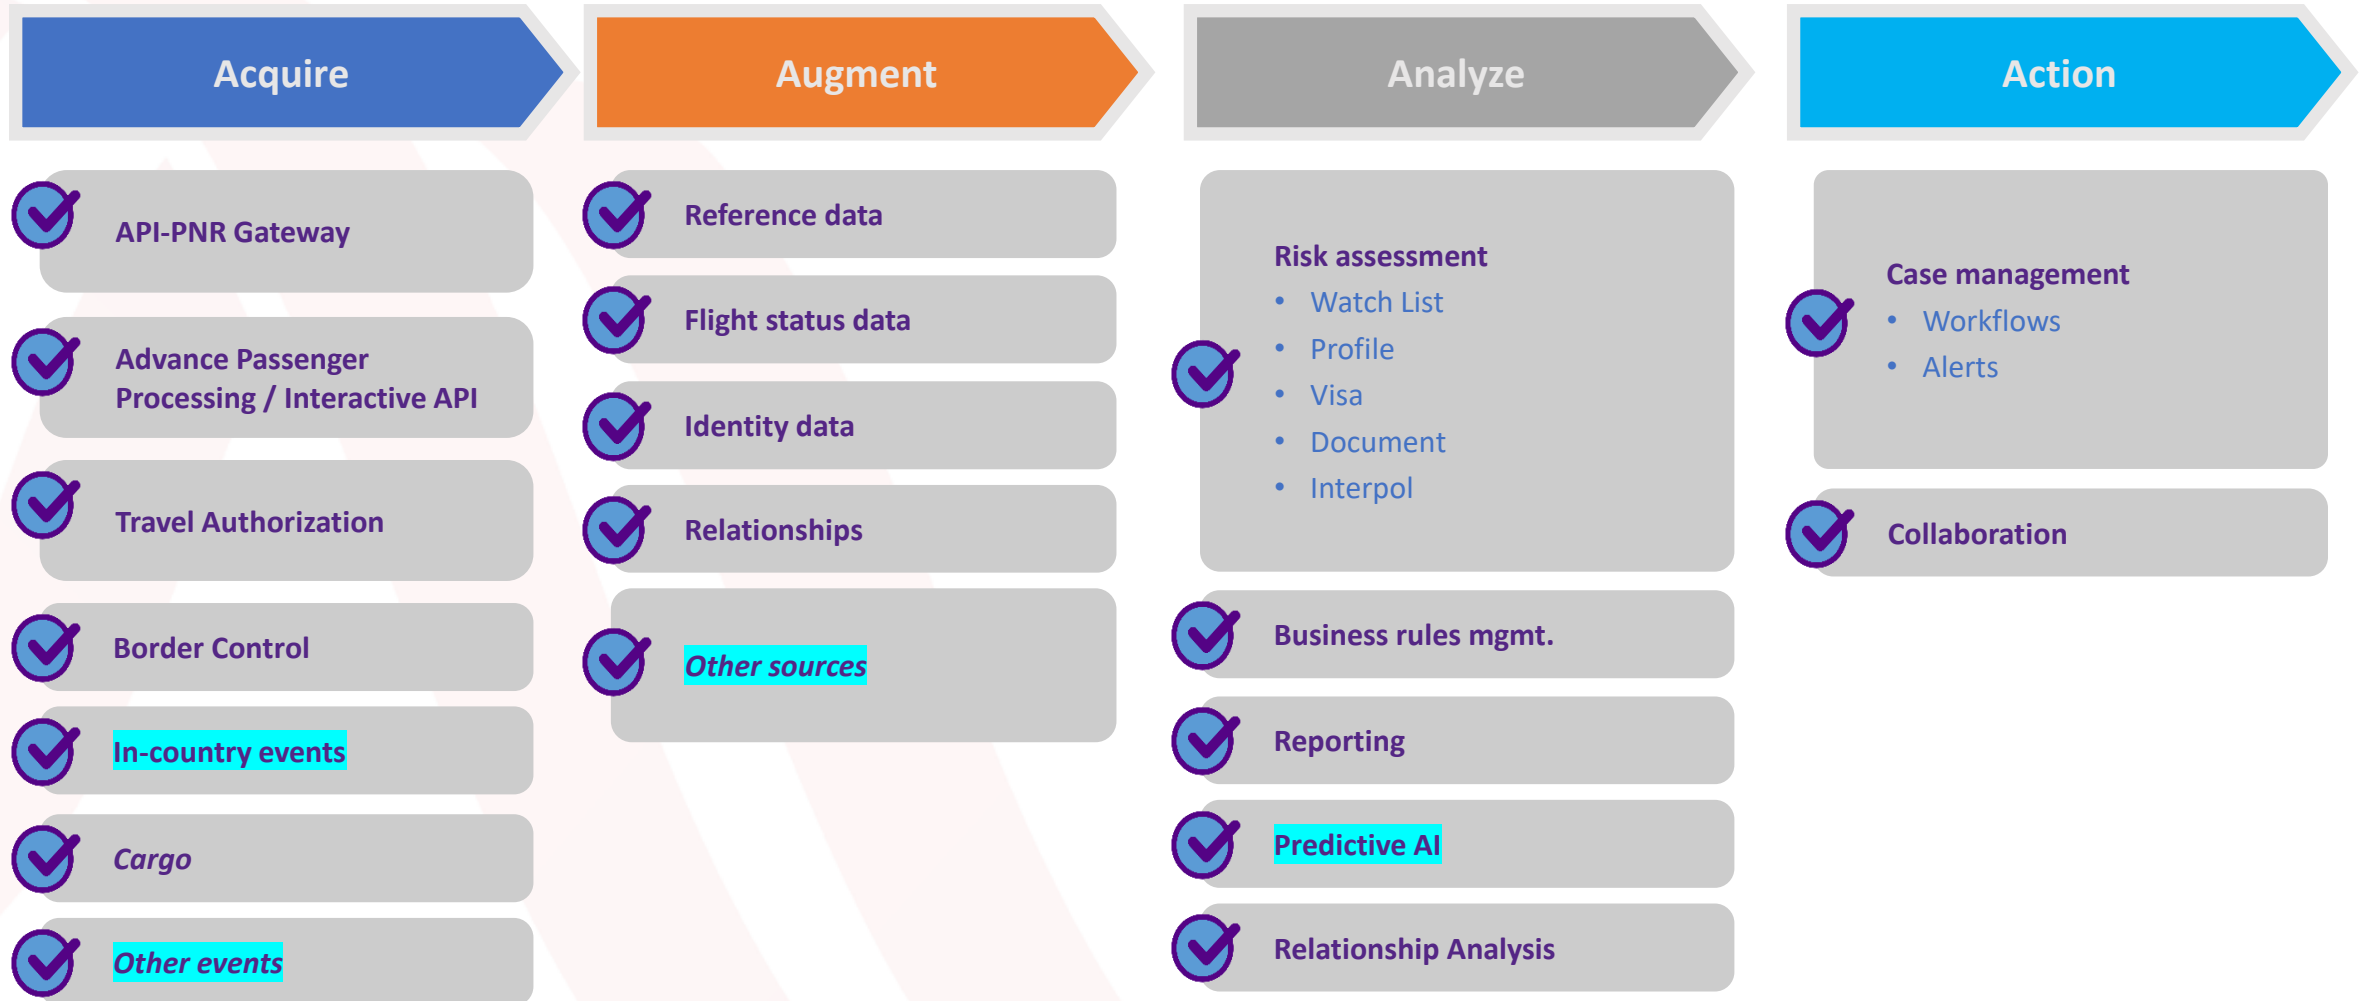 Acquire
API-PNR Gateway
Advance Passenger
Processing / Interactive API
Travel Authorization
Border Control
In-country events
Cargo
Other events
Augment
Reference data
Flight status data
Identity data
Relationships
Other sources
Analyze
Risk assessment
• Watch List
• Profile
• Visa
• Document
• Interpol
Business rules mgmt.
Reporting
Predictive AI
Relationship Analysis
Action
Case management
• Workflows
• Alerts
Collaboration